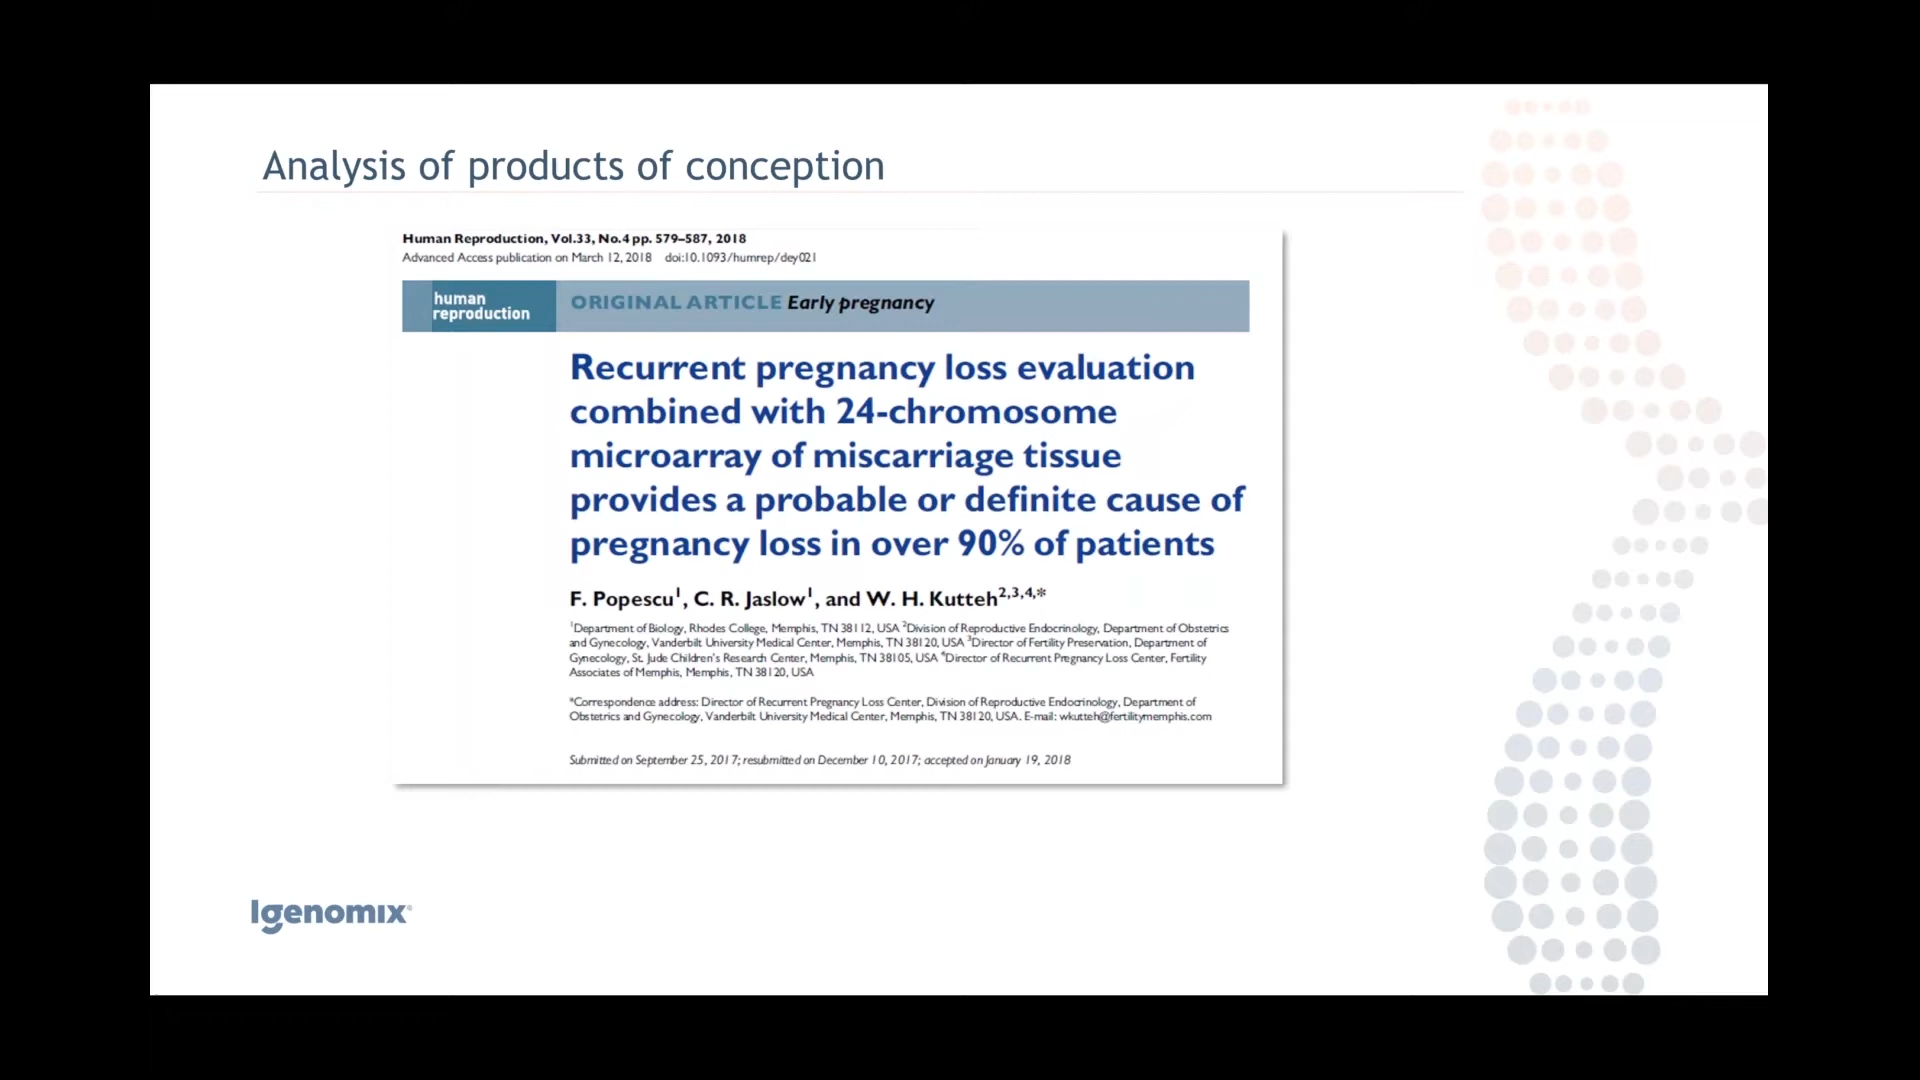 Analysis of products of conception
Human Reproduction, Vol.33, No.4 pp. 579–587, 2018
Advanced Access publication on March 12, 2018 doi:10.1093/humrep/dey021
human
reproduction
ORIGINAL ARTICLE Early pregnancy
Recurrent pregnancy loss evaluation
combined with 24-chromosome
microarray of miscarriage tissue
provides a probable or definite cause of
pregnancy loss in over 90% of patients
F. Popescu¹, C. R. Jaslow¹, and W. H. Kutteh²,³,⁴,*
¹Department of Biology, Rhodes College, Memphis, TN 38112, USA ²Division of Reproductive Endocrinology, Department of Obstetrics
and Gynecology, Vanderbilt University Medical Center, Memphis, TN 38120, USA ³Director of Fertility Preservation, Department of
Gynecology, St. Jude Children's Research Center, Memphis, TN 38105, USA ⁴Director of Recurrent Pregnancy Loss Center, Fertility
Associates of Memphis, Memphis, TN 38120, USA
*Correspondence address: Director of Recurrent Pregnancy Loss Center, Division of Reproductive Endocrinology, Department of
Obstetrics and Gynecology, Vanderbilt University Medical Center, Memphis, TN 38120, USA. E-mail: wkutteh@fertilitymemphis.com
Submitted on September 25, 2017; resubmitted on December 10, 2017; accepted on January 19, 2018
Igenomix®